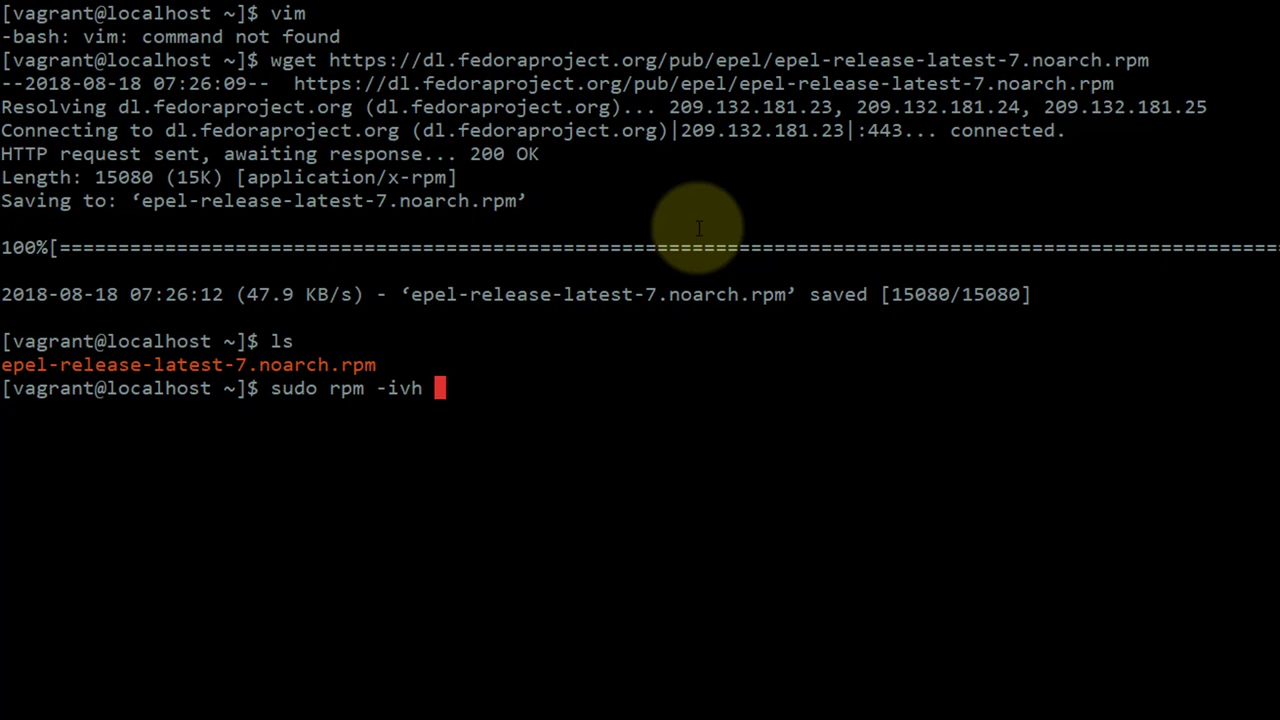 [vagrant@localhost ~]$ vim
-bash: vim: command not found
[vagrant@localhost ~]$ wget https://dl.fedoraproject.org/pub/epel/epel-release-latest-7.noarch.rpm
--2018-08-18 07:26:09--  https://dl.fedoraproject.org/pub/epel/epel-release-latest-7.noarch.rpm
Resolving dl.fedoraproject.org (dl.fedoraproject.org)... 209.132.181.23, 209.132.181.24, 209.132.181.25
Connecting to dl.fedoraproject.org (dl.fedoraproject.org)|209.132.181.23|:443... connected.
HTTP request sent, awaiting response... 200 OK
Length: 15080 (15K) [application/x-rpm]
Saving to: ‘epel-release-latest-7.noarch.rpm’
100%[========================================================================================================
2018-08-18 07:26:12 (47.9 KB/s) - ‘epel-release-latest-7.noarch.rpm’ saved [15080/15080]
[vagrant@localhost ~]$ ls
epel-release-latest-7.noarch.rpm
[vagrant@localhost ~]$ sudo rpm -ivh